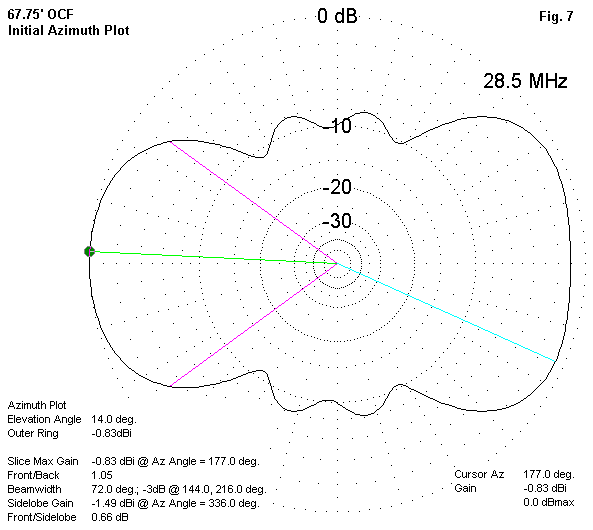 67.75' OCF
Initial Azimuth Plot
0 dB
Fig. 7
28.5 MHz
-10
-20
-30
Azimuth Plot
Elevation Angle 14.0 deg.
Outer Ring -0.83dBi
Slice Max Gain -0.83 dBi @ Az Angle = 177.0 deg.
Front/Back 1.05
Beamwidth 72.0 deg.; -3dB @ 144.0, 216.0 deg.
Sidelobe Gain -1.49 dBi @ Az Angle = 336.0 deg.
Front/Sidelobe 0.66 dB
Cursor Az 177.0 deg.
Gain -0.83 dBi
0.0 dBmax